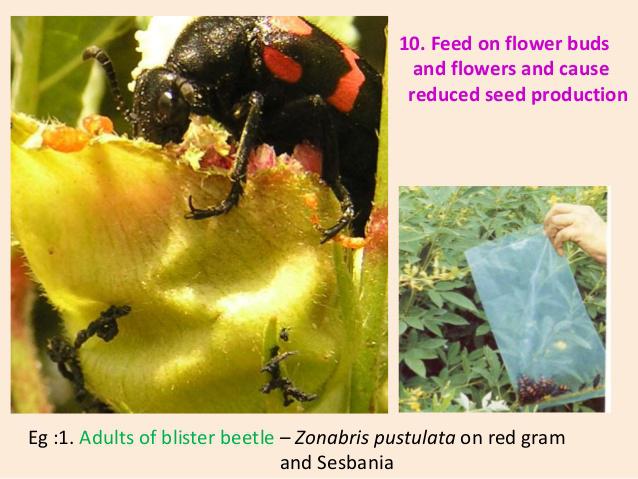 10. Feed on flower buds
and flowers and cause
reduced seed production
Eg :1. Adults of blister beetle – Zonabris pustulata on red gram
and Sesbania